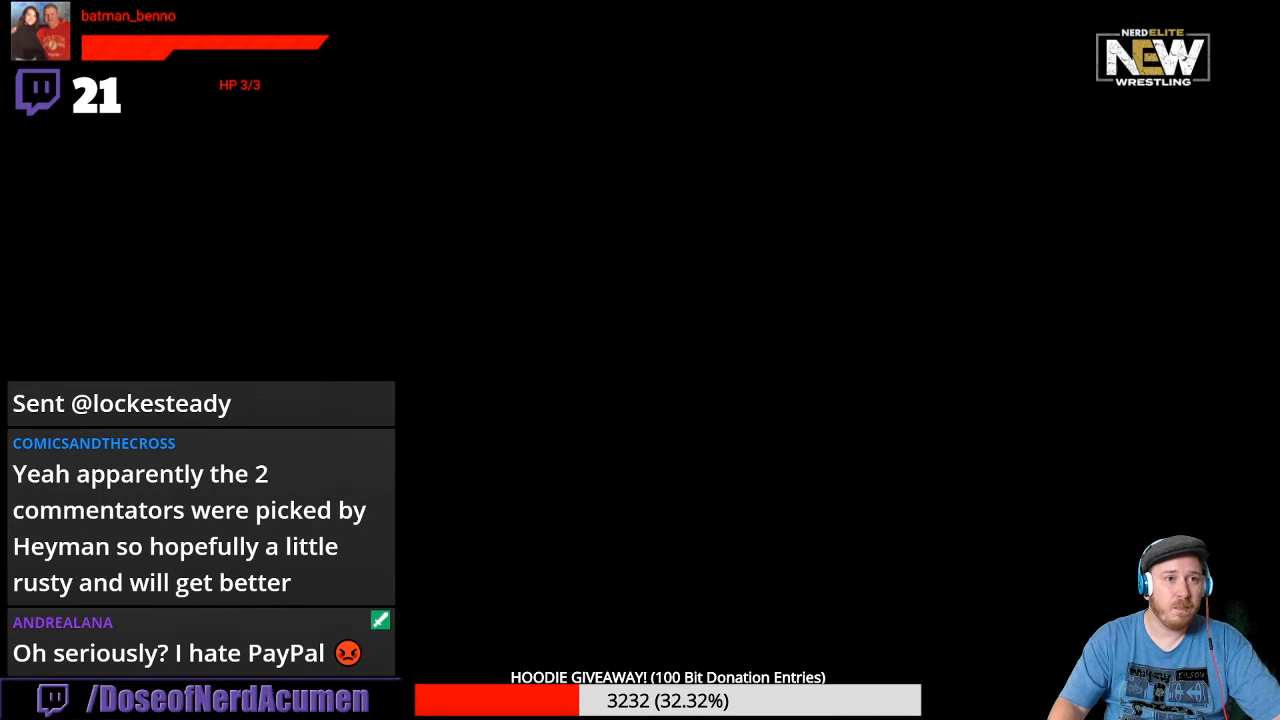 batman_benno
21
HP 3/3
NERD ELITE
NEW
WRESTLING
Sent @lockesteady
COMICSANDTHECROSS
Yeah apparently the 2
commentators were picked by
Heyman so hopefully a little
rusty and will get better
ANDREALANA
Oh seriously? I hate PayPal
/DoseofNerdAcumen
HOODIE GIVEAWAY! (100 Bit Donation Entries)
3232 (32.32%)